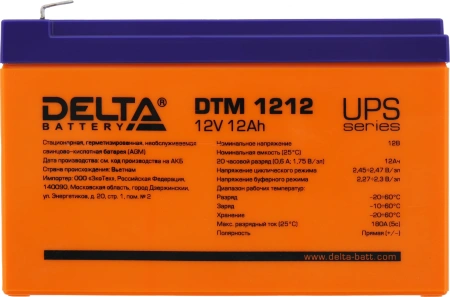 DELTA®
BATTERY
DTM 1212
12V 12Ah
UPS
series
Стационарная, герметизированная, необслуживаемая
свинцово-кислотная батарея (AGM)
Дата производства: см. код производства на АКБ
Страна происхождения: Вьетнам
Импортер: ООО «ЭкоТех», Российская Федерация,
140090, Московская область, город Дзержинский,
ул. Энергетиков, д. 20, стр. 1, пом. № 2
Номинальное напряжение 12В
Номинальная емкость (25°C)
20-часовой разряд (0,6 А; 1,75 В/эл) 12Ач
Напряжение циклического режима 2,45-2,47 В/эл
Напряжение буферного режима 2,27-2,3 В/эл
Диапазон рабочих температур:
Разряд -20~60°C
Заряд -10~60°C
Хранение -20~60°C
Макс. разрядный ток (25°C) 180А (5с)
Полярность Прямая (+/-)
www.delta-batt.com